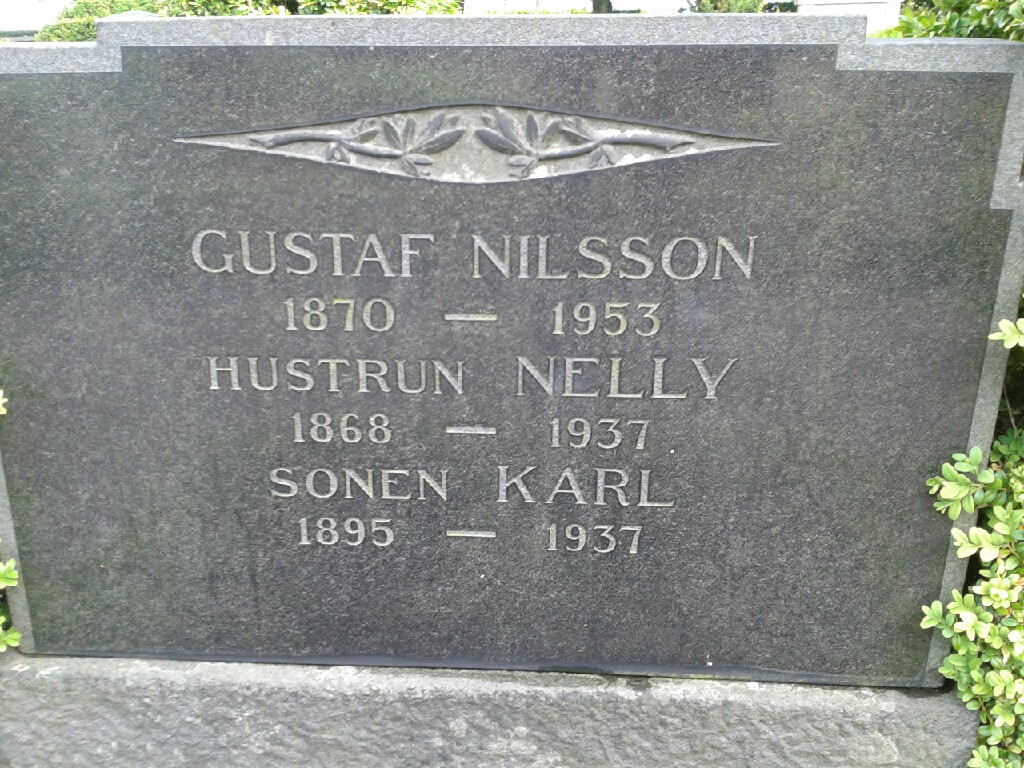 GUSTAF NILSSON
1870 — 1953
HUSTRUN NELLY
1868 — 1937
SONEN KARL
1895 — 1937